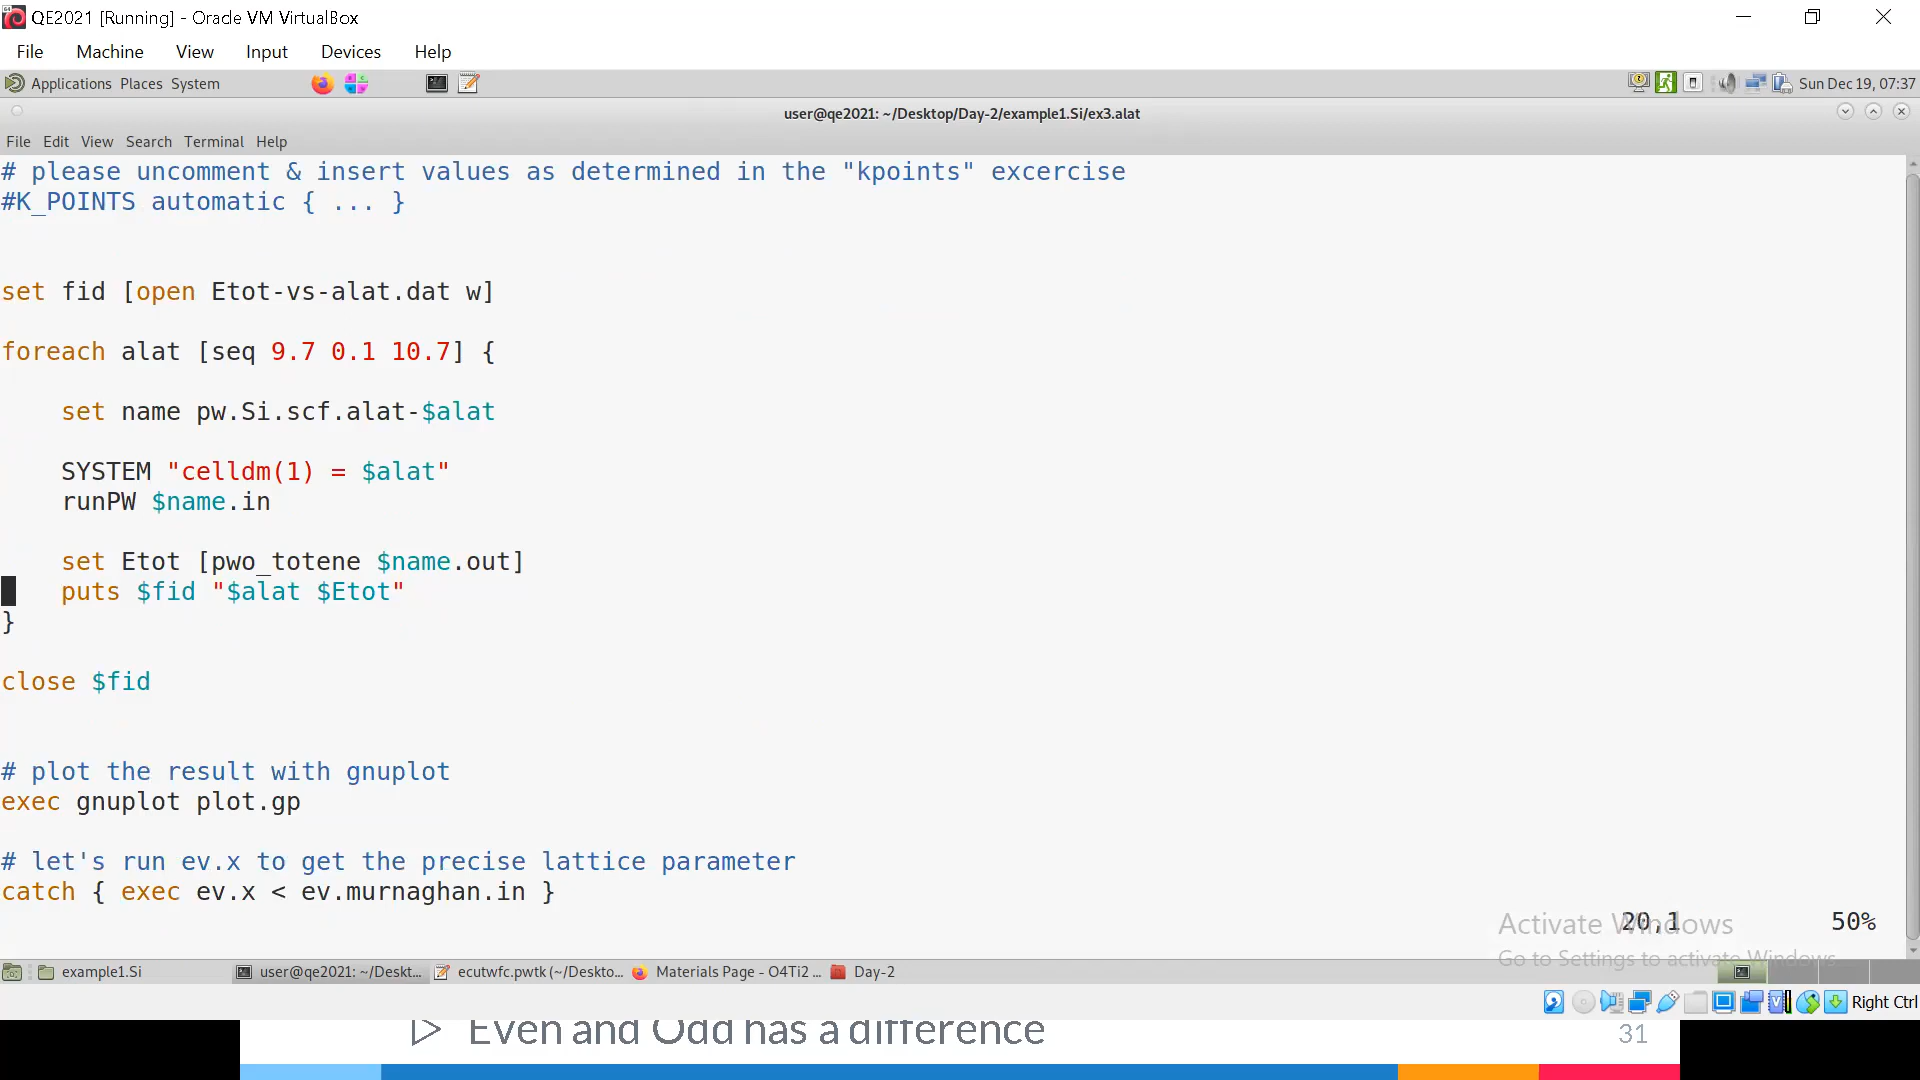 QE2021 [Running] - Oracle VM VirtualBox
File Machine View Input Devices Help
Applications Places System
Sun Dec 19, 07:37
user@qe2021: ~/Desktop/Day-2/example1.Si/ex3.alat
File Edit View Search Terminal Help
# please uncomment & insert values as determined in the "kpoints" excercise
#K_POINTS automatic { ... }
set fid [open Etot-vs-alat.dat w]
foreach alat [seq 9.7 0.1 10.7] {
set name pw.Si.scf.alat-$alat
SYSTEM "celldm(1) = $alat"
runPW $name.in
set Etot [pwo_totene $name.out]
puts $fid "$alat $Etot"
}
close $fid
# plot the result with gnuplot
exec gnuplot plot.gp
# let's run ev.x to get the precise lattice parameter
catch { exec ev.x < ev.murnaghan.in }
20,1 50%
Activate Windows
Go to Settings to activate Windows.
example1.Si
user@qe2021: ~/Deskt...
ecutwfc.pwtk (~/Deskto...
Materials Page - O4Ti2 ...
Day-2
Right Ctrl
Even and Odd has a difference
31